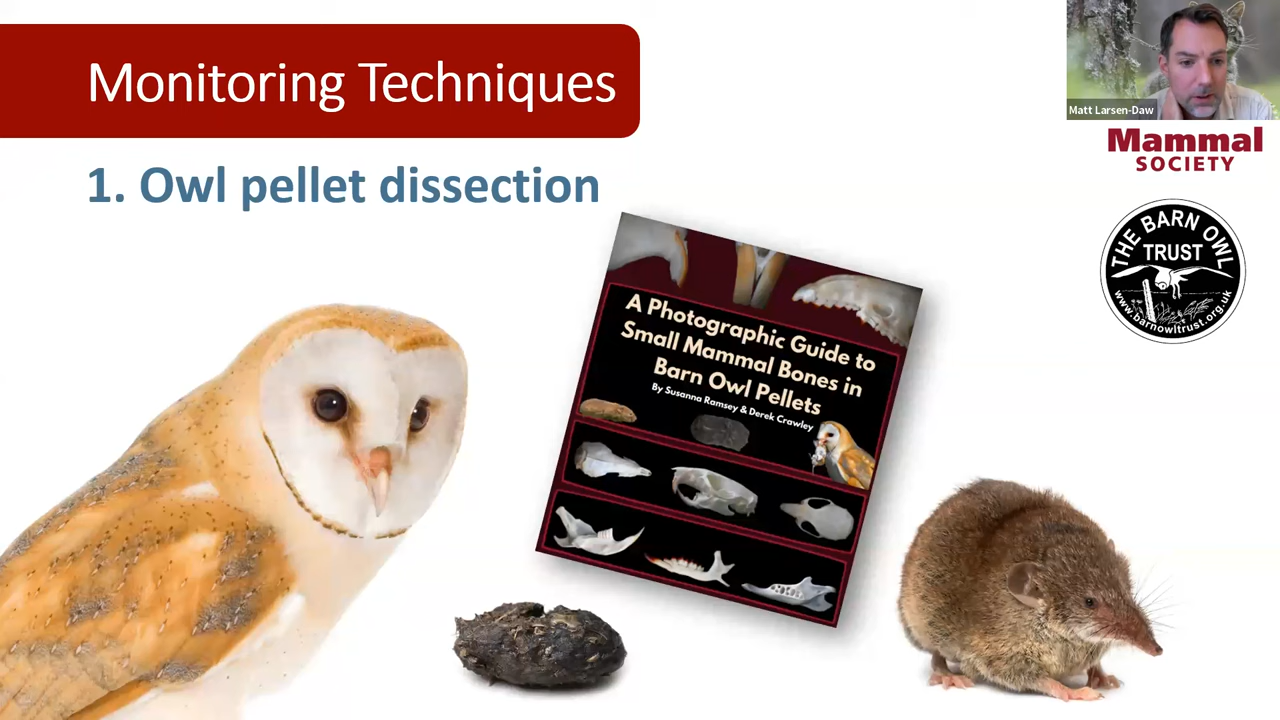 Monitoring Techniques
Matt Larsen-Daw
Mammal
SOCIETY
1. Owl pellet dissection
THE BARN OWL
TRUST
www.barnowltrust.org.uk
A Photographic Guide to
Small Mammal Bones in
Barn Owl Pellets
By Susanna Ramsey & Derek Crawley